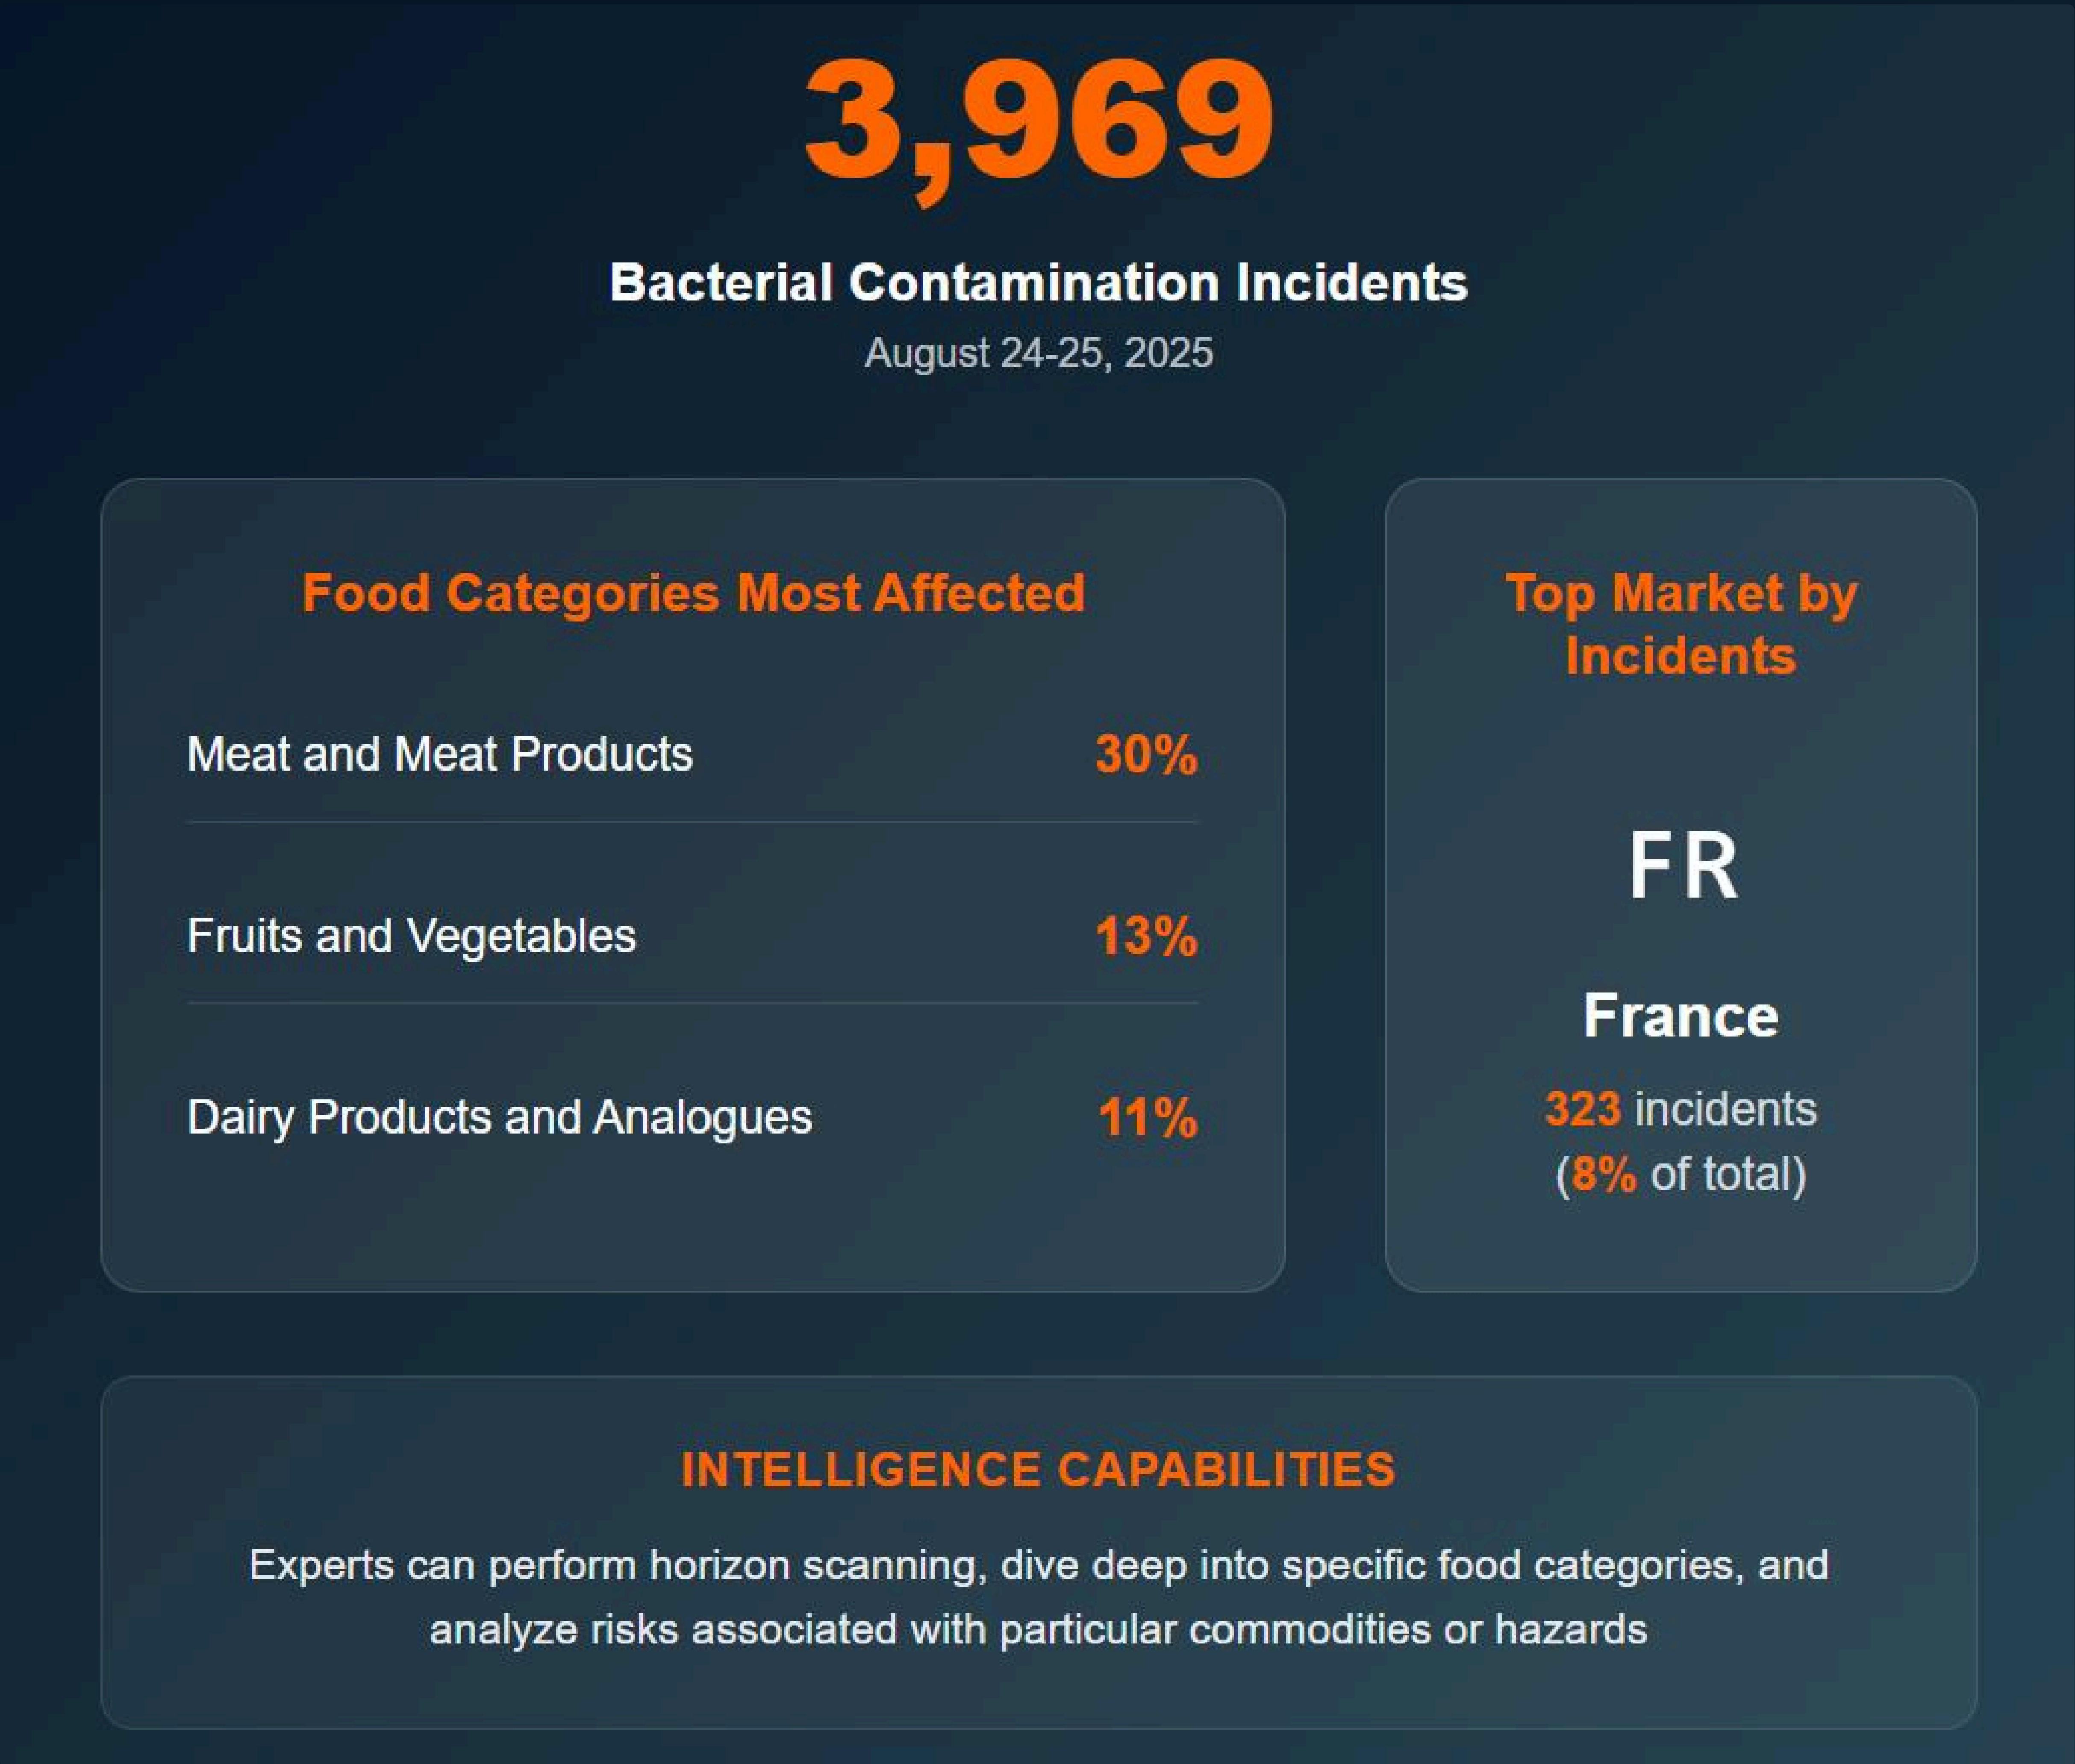 3,969
Bacterial Contamination Incidents
August 24-25, 2025
Food Categories Most Affected
Meat and Meat Products 30%
Fruits and Vegetables 13%
Dairy Products and Analogues 11%
Top Market by
Incidents
FR
France
323 incidents
(8% of total)
INTELLIGENCE CAPABILITIES
Experts can perform horizon scanning, dive deep into specific food categories, and
analyze risks associated with particular commodities or hazards